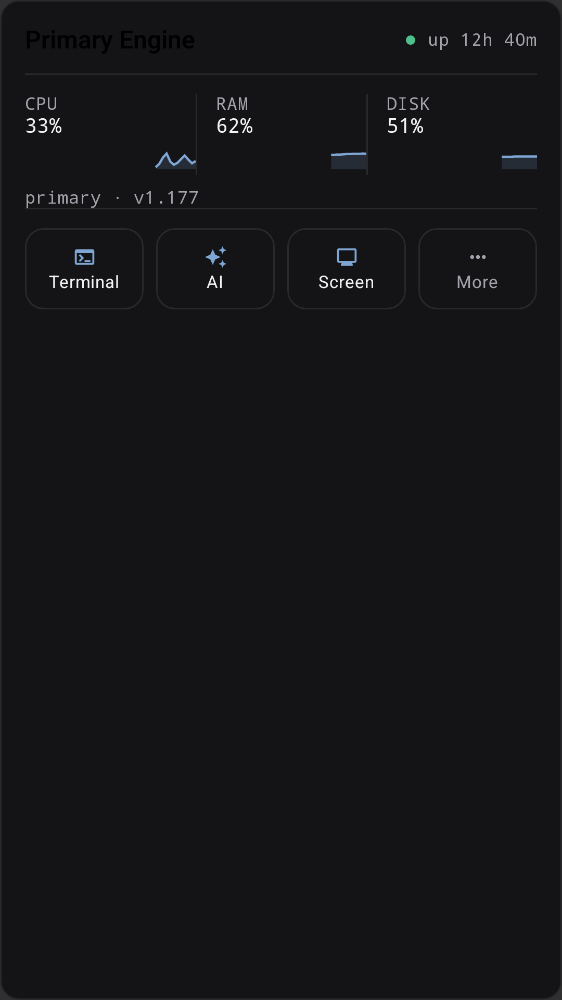 Primary Engine
up 12h 40m
CPU
33%
RAM
62%
DISK
51%
primary · v1.177
Terminal
AI
Screen
More